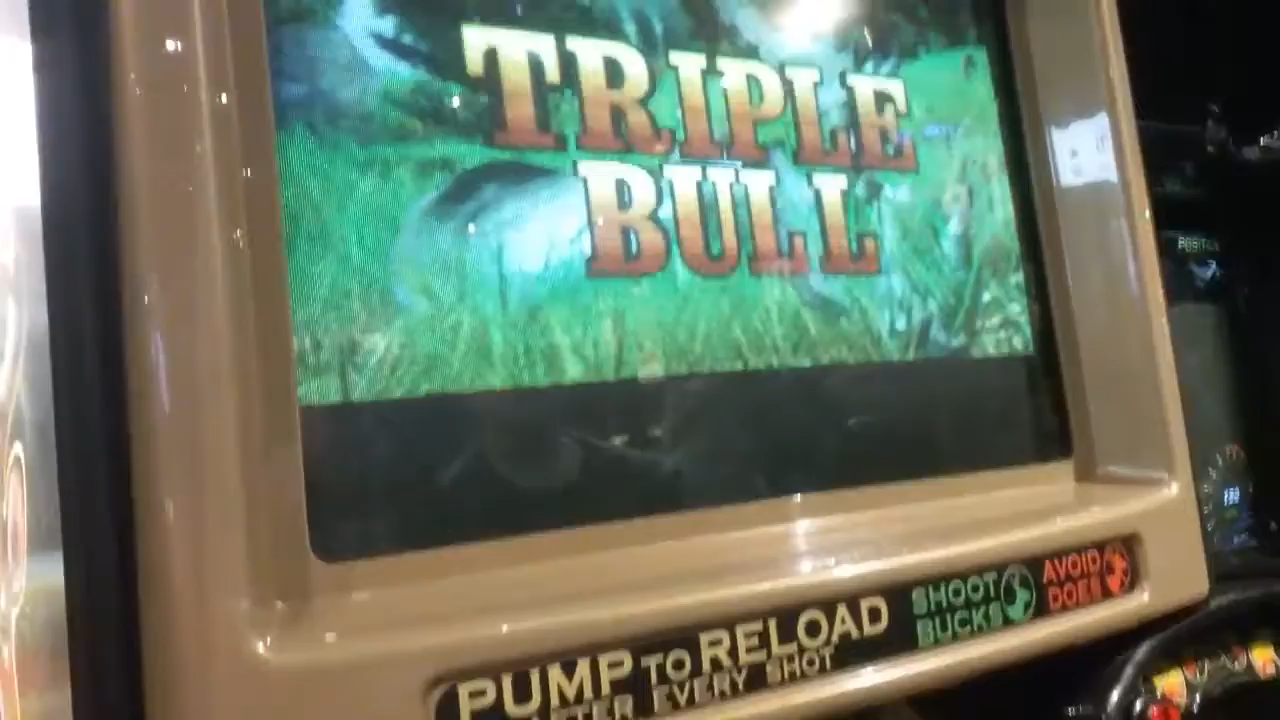 TRIPLE
BULL
PUMP TO RELOAD
AFTER EVERY SHOT
SHOOT
BUCKS
AVOID
DOES